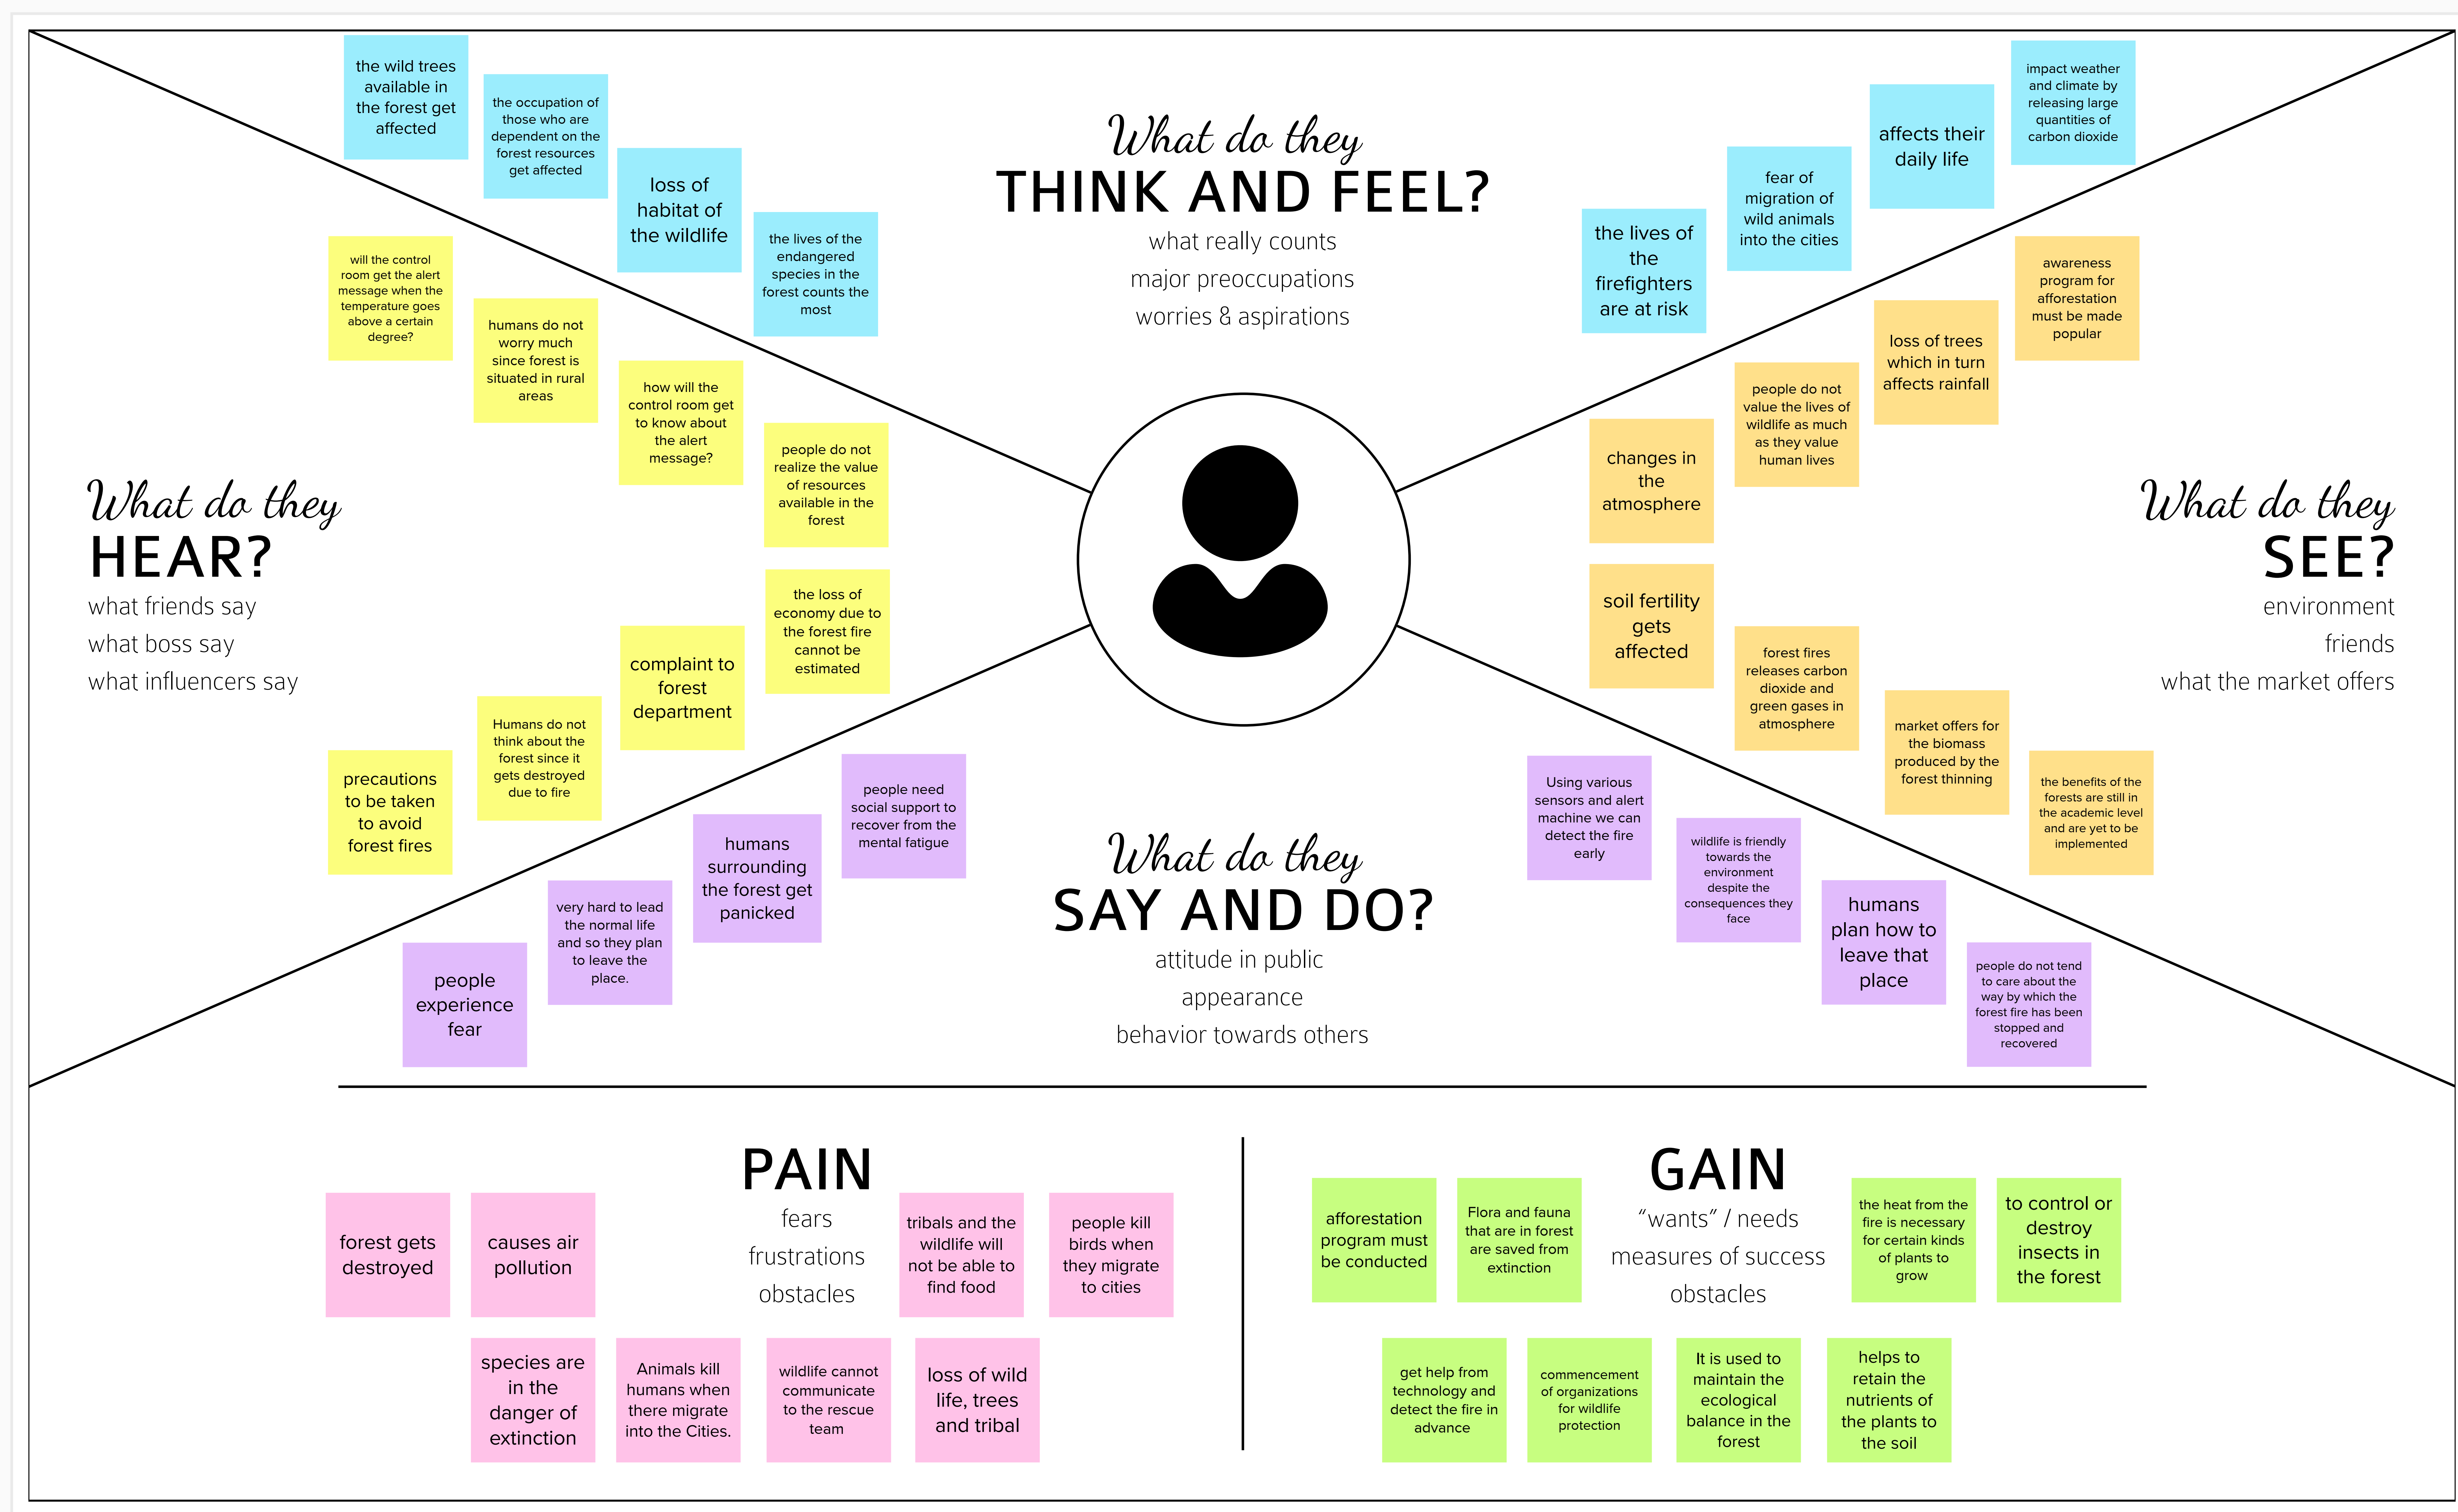 What do they
THINK AND FEEL?
what really counts
major preoccupations
worries & aspirations
the wild trees
available in
the forest get
affected
the occupation of
those who are
dependent on the
forest resources
get affected
loss of
habitat of
the wildlife
the lives of the
endangered
species in the
forest counts the
most
the lives of
the
firefighters
are at risk
fear of
migration of
wild animals
into the cities
affects their
daily life
impact weather
and climate by
releasing large
quantities of
carbon dioxide
What do they
HEAR?
what friends say
what boss say
what influencers say
will the control
room get the alert
message when the
temperature goes
above a certain
degree?
humans do not
worry much
since forest is
situated in rural
areas
how will the
control room get
to know about
the alert
message?
people do not
realize the value
of resources
available in the
forest
the loss of
economy due to
the forest fire
cannot be
estimated
complaint to
forest
department
Humans do not
think about the
forest since it
gets destroyed
due to fire
precautions
to be taken
to avoid
forest fires
What do they
SEE?
environment
friends
what the market offers
awareness
program for
afforestation
must be made
popular
loss of trees
which in turn
affects rainfall
people do not
value the lives of
wildlife as much
as they value
human lives
changes in
the
atmosphere
soil fertility
gets
affected
forest fires
releases carbon
dioxide and
green gases in
atmosphere
market offers for
the biomass
produced by the
forest thinning
the benefits of the
forests are still in
the academic level
and are yet to be
implemented
What do they
SAY AND DO?
attitude in public
appearance
behavior towards others
people
experience
fear
very hard to lead
the normal life
and so they plan
to leave the
place.
humans
surrounding
the forest get
panicked
people need
social support to
recover from the
mental fatigue
Using various
sensors and alert
machine we can
detect the fire
early
wildlife is friendly
towards the
environment
despite the
consequences they
face
humans
plan how to
leave that
place
people do not tend
to care about the
way by which the
forest fire has been
stopped and
recovered
PAIN
fears
frustrations
obstacles
forest gets
destroyed
causes air
pollution
tribals and the
wildlife will
not be able to
find food
people kill
birds when
they migrate
to cities
species are
in the
danger of
extinction
Animals kill
humans when
there migrate
into the Cities.
wildlife cannot
communicate
to the rescue
team
loss of wild
life, trees
and tribal
GAIN
“wants” / needs
measures of success
obstacles
afforestation
program must
be conducted
Flora and fauna
that are in forest
are saved from
extinction
the heat from the
fire is necessary
for certain kinds
of plants to
grow
to control or
destroy
insects in
the forest
get help from
technology and
detect the fire in
advance
commencement
of organizations
for wildlife
protection
It is used to
maintain the
ecological
balance in the
forest
helps to
retain the
nutrients of
the plants to
the soil